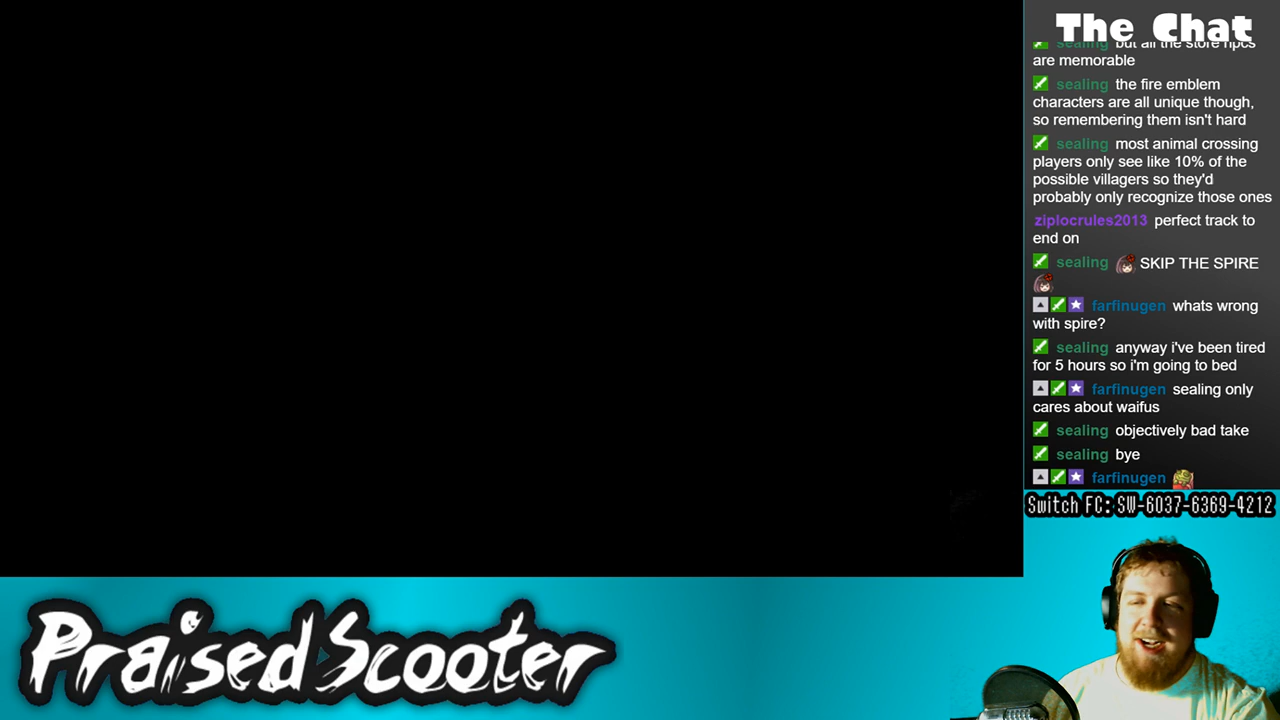 The Chat
sealing but all the store npcs
are memorable
sealing the fire emblem
characters are all unique though,
so remembering them isn't hard
sealing most animal crossing
players only see like 10% of the
possible villagers so they'd
probably only recognize those ones
ziplocrules2013 perfect track to
end on
sealing SKIP THE SPIRE
farfinugen whats wrong
with spire?
sealing anyway i've been tired
for 5 hours so i'm going to bed
farfinugen sealing only
cares about waifus
sealing objectively bad take
sealing bye
farfinugen
Switch FC: SW-6037-6369-4212
PraisedScooter